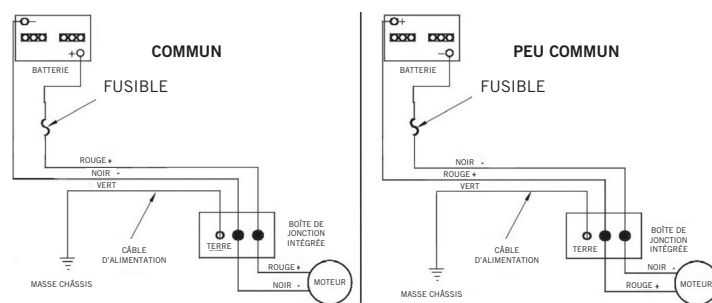 COMMUN
−
+
BATTERIE
FUSIBLE
ROUGE +
NOIR -
VERT
TERRE
BOÎTE DE
JONCTION
INTÉGRÉE
CÂBLE
D'ALIMENTATION
MASSE CHÂSSIS
ROUGE +
NOIR -
MOTEUR
PEU COMMUN
+
−
BATTERIE
FUSIBLE
NOIR -
ROUGE +
VERT
TERRE
BOÎTE DE
JONCTION
INTÉGRÉE
CÂBLE
D'ALIMENTATION
MASSE CHÂSSIS
NOIR -
ROUGE +
MOTEUR